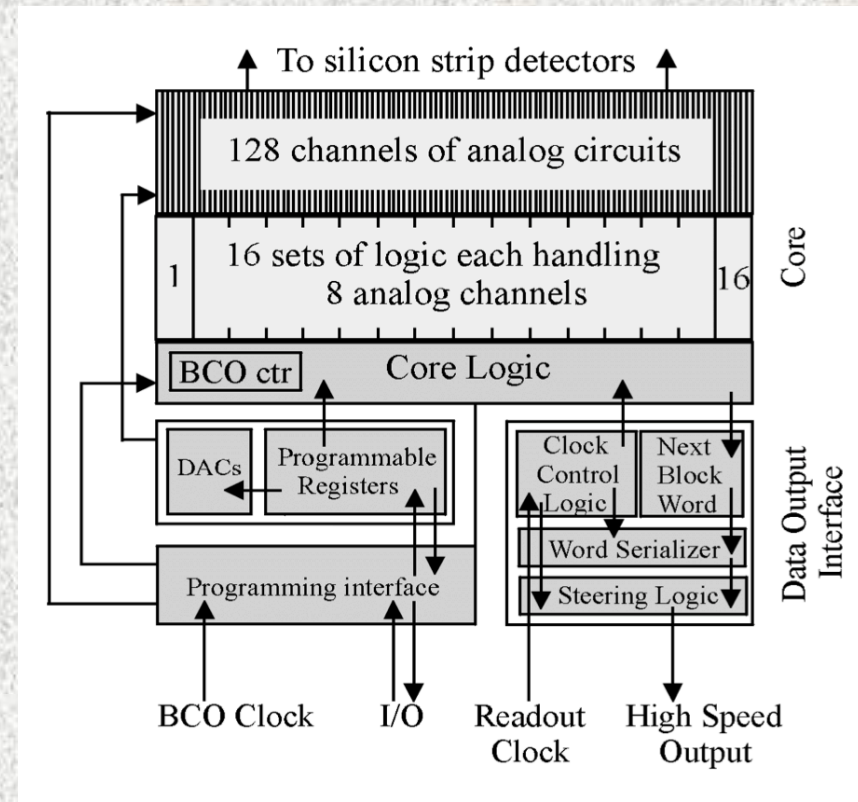 To silicon strip detectors
128 channels of analog circuits
1
16 sets of logic each handling
8 analog channels
16
Core
BCO ctr
Core Logic
DACs
Programmable
Registers
Clock
Control
Logic
Next
Block
Word
Word Serializer
Steering Logic
Data Output
Interface
Programming interface
BCO Clock
I/O
Readout
Clock
High Speed
Output